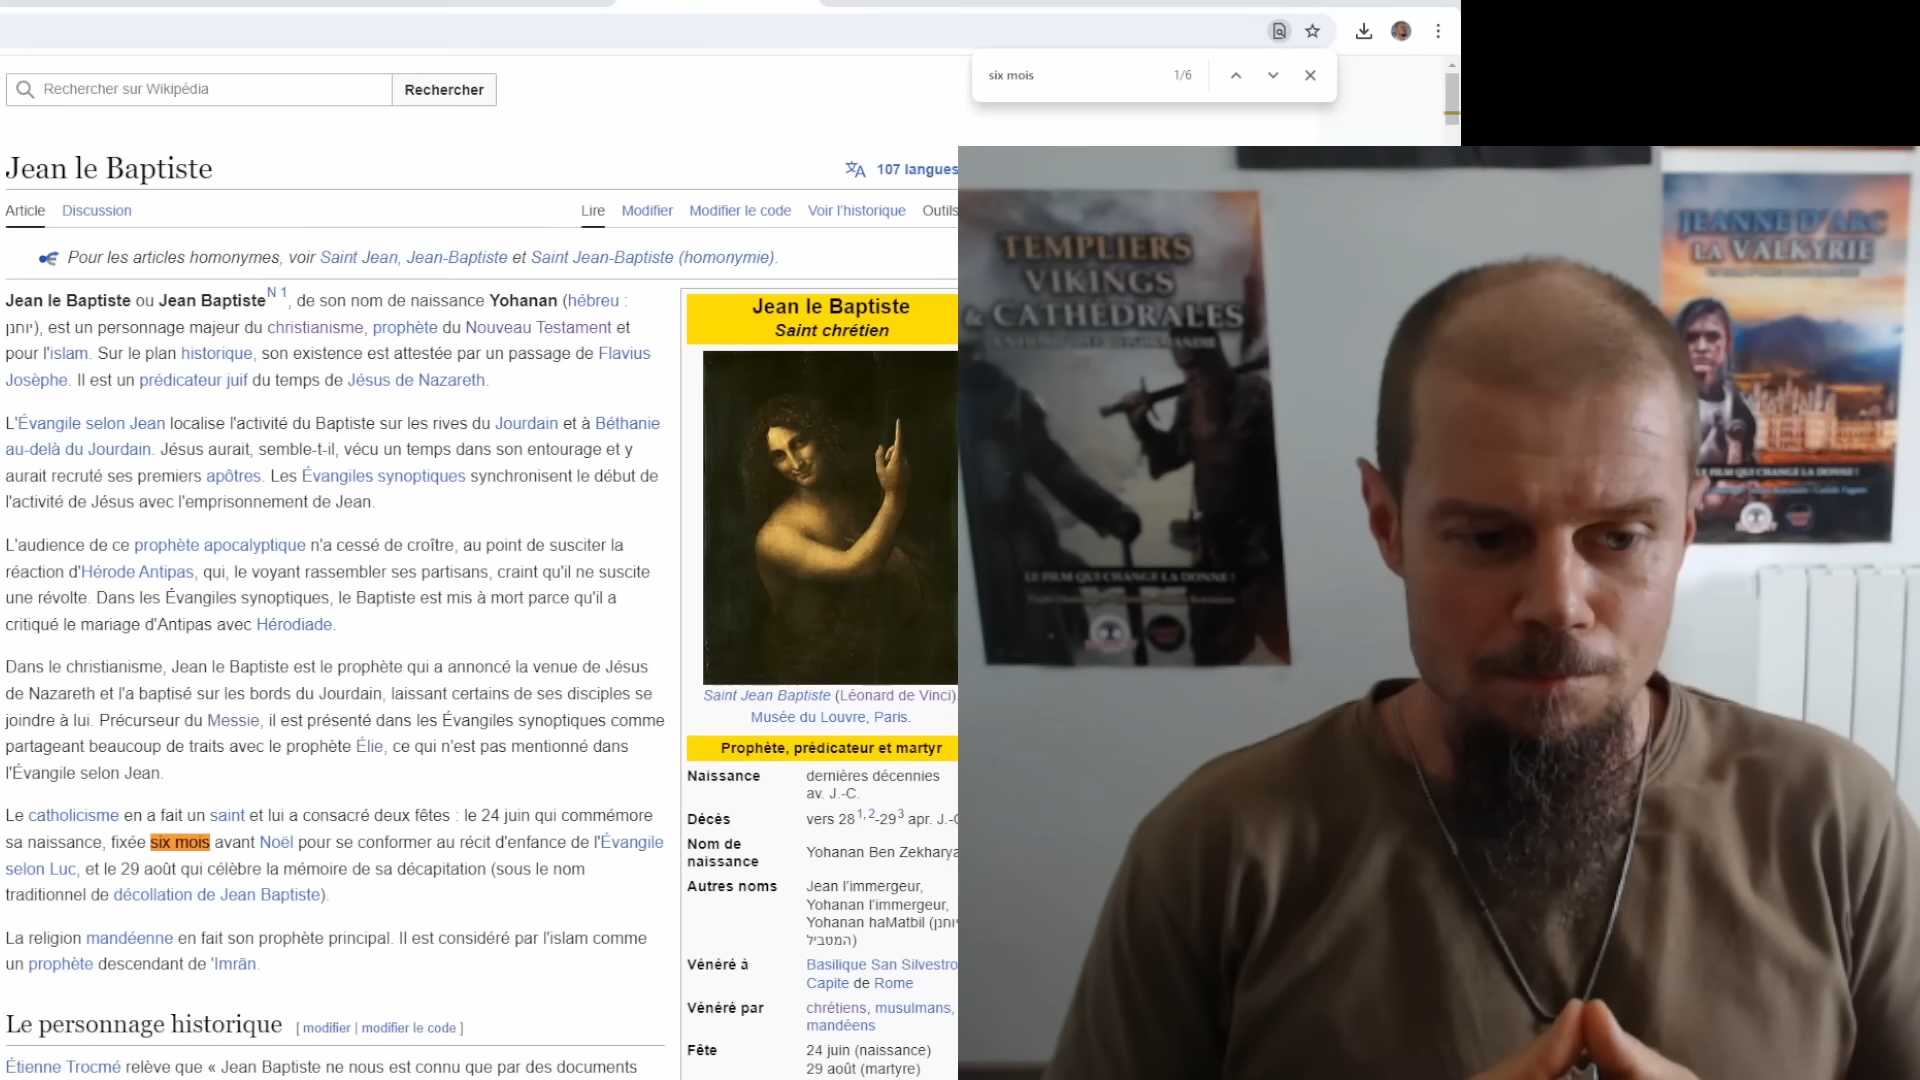 six mois
1/6
Rechercher sur Wikipédia
Rechercher
Jean le Baptiste
107 langues
Article
Discussion
Lire
Modifier
Modifier le code
Voir l'historique
Outils
Pour les articles homonymes, voir Saint Jean, Jean-Baptiste et Saint Jean-Baptiste (homonymie).
Jean le Baptiste ou Jean Baptiste N 1, de son nom de naissance Yohanan (hébreu :
יוחנן), est un personnage majeur du christianisme, prophète du Nouveau Testament et
pour l'islam. Sur le plan historique, son existence est attestée par un passage de Flavius
Josèphe. Il est un prédicateur juif du temps de Jésus de Nazareth.
L'Évangile selon Jean localise l'activité du Baptiste sur les rives du Jourdain et à Béthanie
au-delà du Jourdain. Jésus aurait, semble-t-il, vécu un temps dans son entourage et y
aurait recruté ses premiers apôtres. Les Évangiles synoptiques synchronisent le début de
l'activité de Jésus avec l'emprisonnement de Jean.
L'audience de ce prophète apocalyptique n'a cessé de croître, au point de susciter la
réaction d'Hérode Antipas, qui, le voyant rassembler ses partisans, craint qu'il ne suscite
une révolte. Dans les Évangiles synoptiques, le Baptiste est mis à mort parce qu'il a
critiqué le mariage d'Antipas avec Hérodiade.
Dans le christianisme, Jean le Baptiste est le prophète qui a annoncé la venue de Jésus
de Nazareth et l'a baptisé sur les bords du Jourdain, laissant certains de ses disciples se
joindre à lui. Précurseur du Messie, il est présenté dans les Évangiles synoptiques comme
partageant beaucoup de traits avec le prophète Élie, ce qui n'est pas mentionné dans
l'Évangile selon Jean.
Le catholicisme en a fait un saint et lui a consacré deux fêtes : le 24 juin qui commémore
sa naissance, fixée six mois avant Noël pour se conformer au récit d'enfance de l'Évangile
selon Luc, et le 29 août qui célèbre la mémoire de sa décapitation (sous le nom
traditionnel de décollation de Jean Baptiste).
La religion mandéenne en fait son prophète principal. Il est considéré par l'islam comme
un prophète descendant de 'Imrān.
Le personnage historique [ modifier | modifier le code ]
Étienne Trocmé relève que « Jean Baptiste ne nous est connu que par des documents
Jean le Baptiste
Saint chrétien
Saint Jean Baptiste (Léonard de Vinci).
Musée du Louvre, Paris.
Prophète, prédicateur et martyr
Naissance dernières décennies
av. J.-C.
Décès vers 28 1, 2-29 3 apr. J.-C
Nom de
naissance Yohanan Ben Zekharya
Autres noms Jean l'immergeur,
Yohanan l'immergeur,
Yohanan haMatbil (יוחנן
המטביל)
Vénéré à Basilique San Silvestro
Capite de Rome
Vénéré par chrétiens, musulmans,
mandéens
Fête 24 juin (naissance)
29 août (martyre)
TEMPLIERS
VIKINGS
& CATHÉDRALES
LE FILM QUI CHANGE LA DONNE !
JEANNE D'ARC
LA VALKYRIE
LE FILM QUI CHANGE LA DONNE !